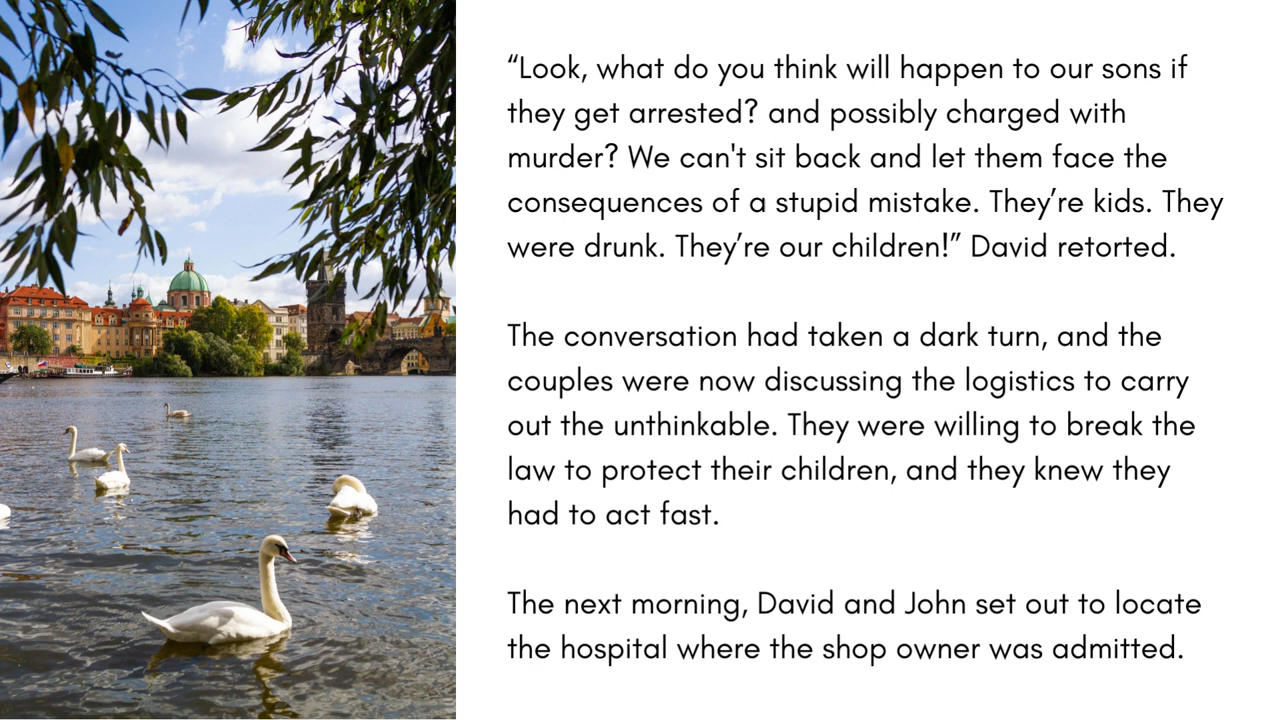 “Look, what do you think will happen to our sons if
they get arrested? and possibly charged with
murder? We can't sit back and let them face the
consequences of a stupid mistake. They’re kids. They
were drunk. They’re our children!” David retorted.

The conversation had taken a dark turn, and the
couples were now discussing the logistics to carry
out the unthinkable. They were willing to break the
law to protect their children, and they knew they
had to act fast.

The next morning, David and John set out to locate
the hospital where the shop owner was admitted.